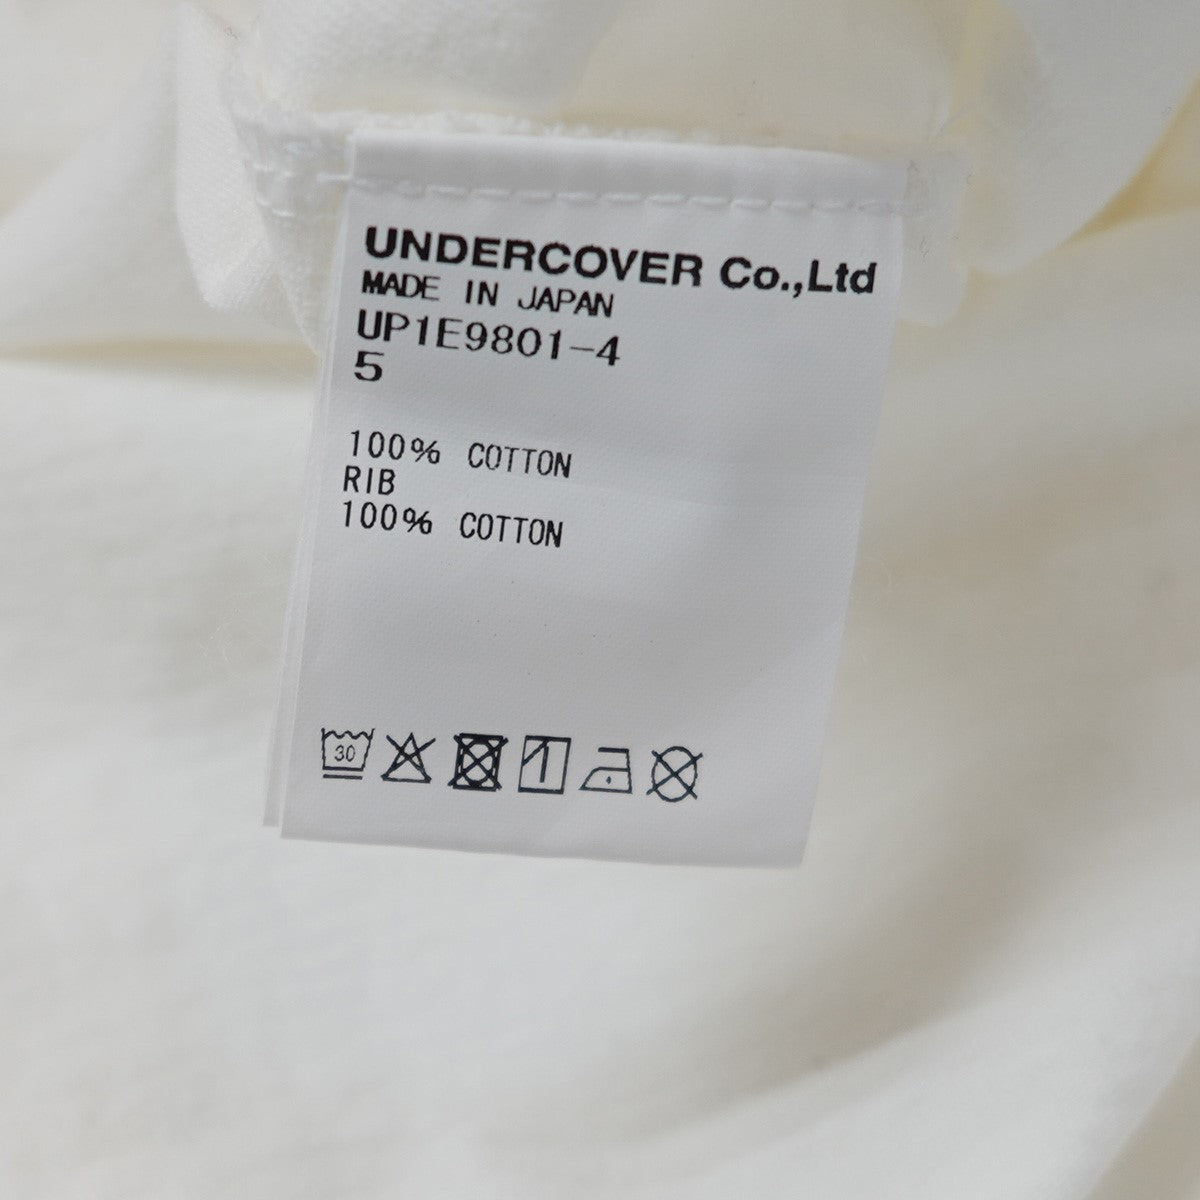 UNDERCOVER Co.,Ltd
MADE IN JAPAN
UP1E9801-4
5
100% COTTON
RIB
100% COTTON
30